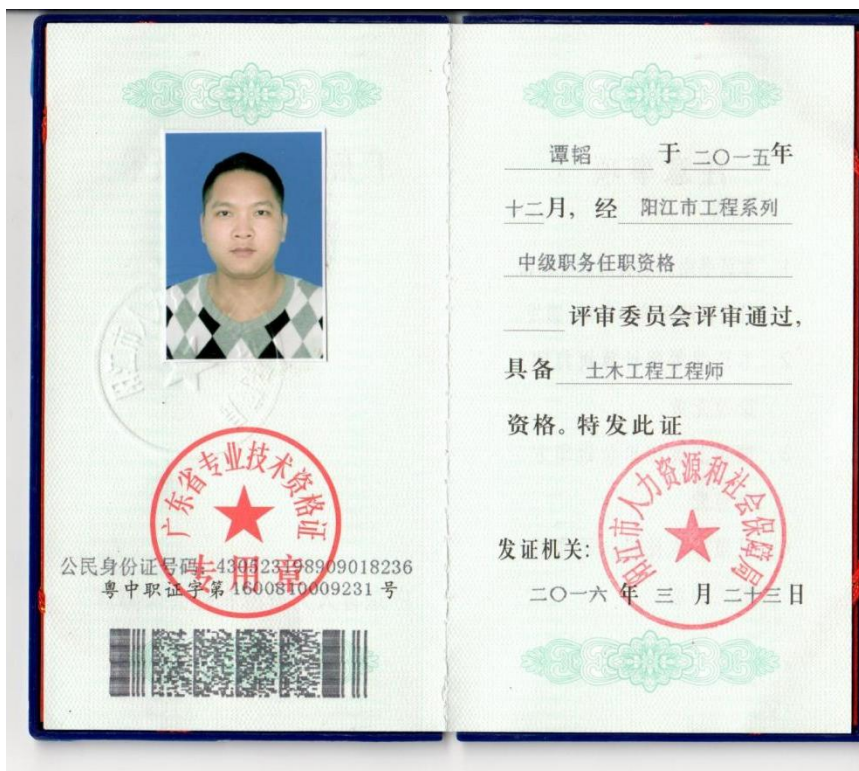 广东省专业技术资格证
专用章
公民身份证号码:430523198909018236
粤中职证字第 1600810009231 号
谭韬 于 二〇一五年
十二月, 经 阳江市工程系列
中级职务任职资格
评审委员会评审通过,
具备 土木工程工程师
资格。特发此证
阳江市人力资源和社会保障局
发证机关:
二〇一六 年 三 月 二十三日